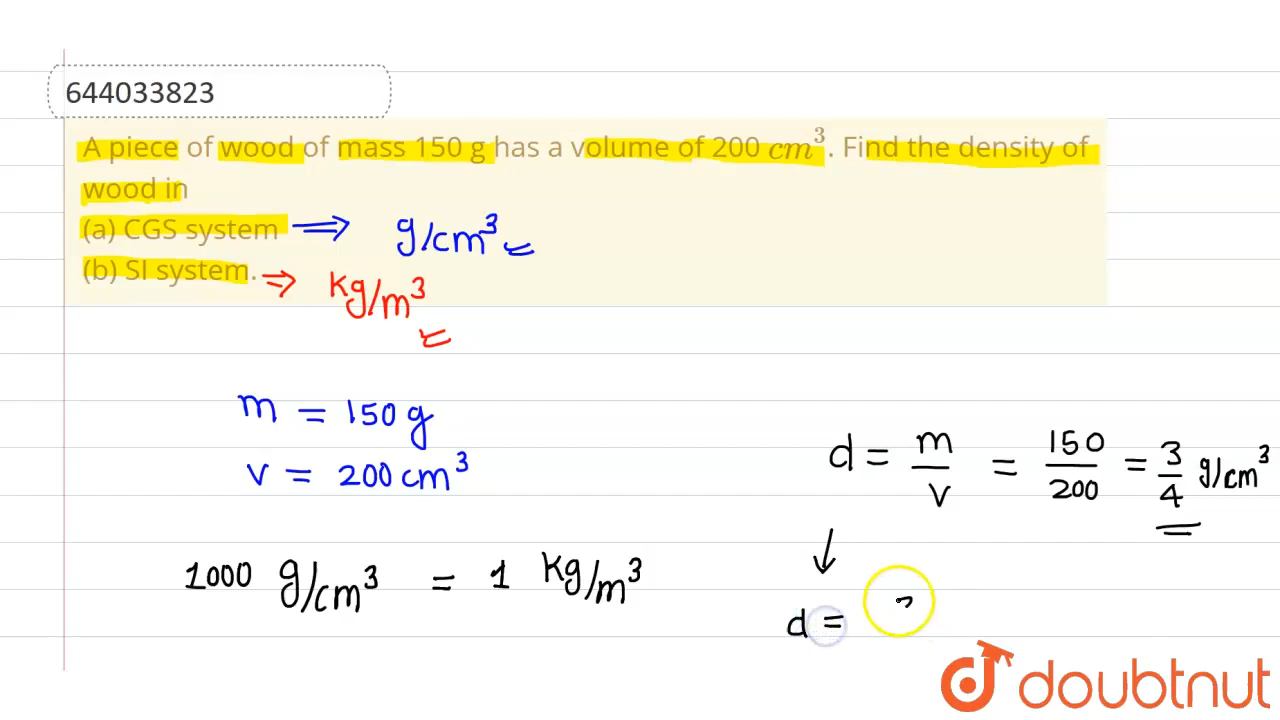 644033823
A piece of wood of mass 150 g has a volume of 200 cm³. Find the density of
wood in
(a) CGS system ⇒ g/cm³
(b) SI system. ⇒ kg/m³
m = 150 g
v = 200 cm³
d = m/v = 150/200 = 3/4 g/cm³
1000 g/cm³ = 1 kg/m³
d =
doubtnut